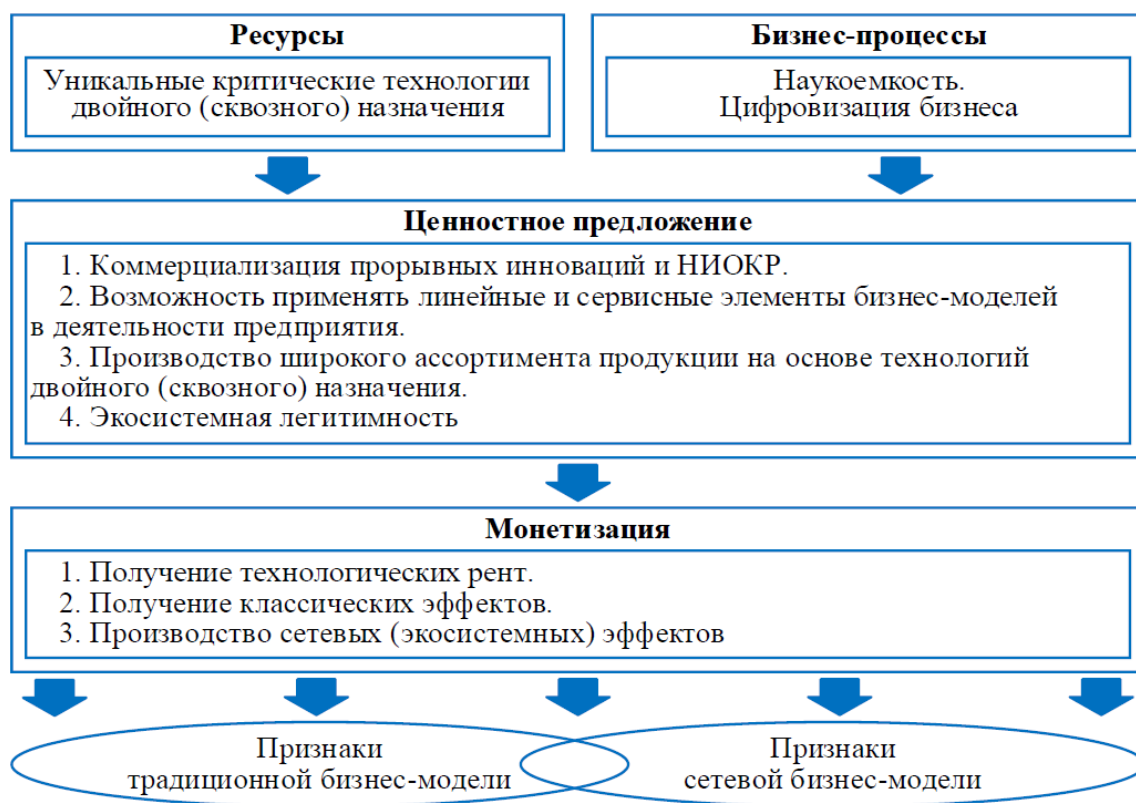 Ресурсы
Уникальные критические технологии
двойного (сквозного) назначения
Бизнес-процессы
Наукоемкость.
Цифровизация бизнеса
Ценностное предложение
1. Коммерциализация прорывных инноваций и НИОКР.
2. Возможность применять линейные и сервисные элементы бизнес-моделей
в деятельности предприятия.
3. Производство широкого ассортимента продукции на основе технологий
двойного (сквозного) назначения.
4. Экосистемная легитимность
Монетизация
1. Получение технологических рент.
2. Получение классических эффектов.
3. Производство сетевых (экосистемных) эффектов
Признаки
традиционной бизнес-модели
Признаки
сетевой бизнес-модели